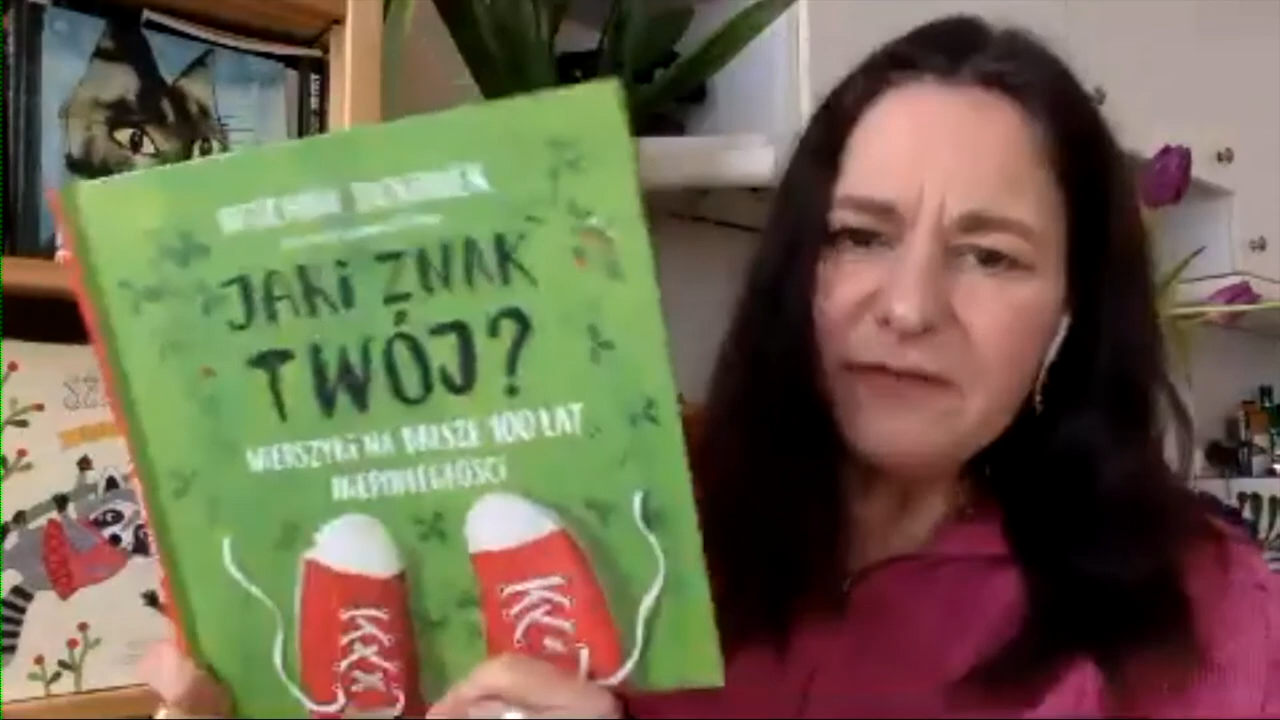 JAKI ZNAK
TWÓJ?
WIERSZYKI NA DALSZE 100 LAT
NIEPODLEGŁOŚCI